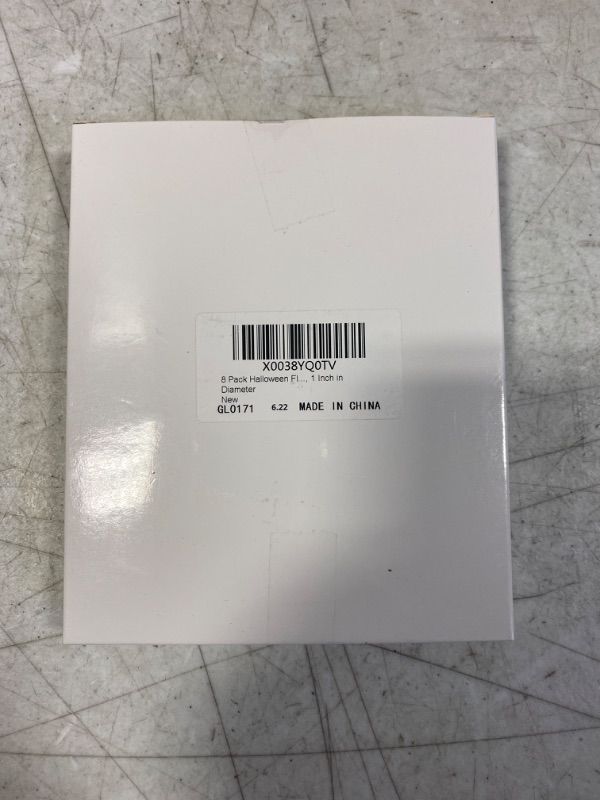 X0038YQ0TV
8 Pack Halloween Fl..., 1 Inch in
Diameter
New
GL0171 6.22 MADE IN CHINA